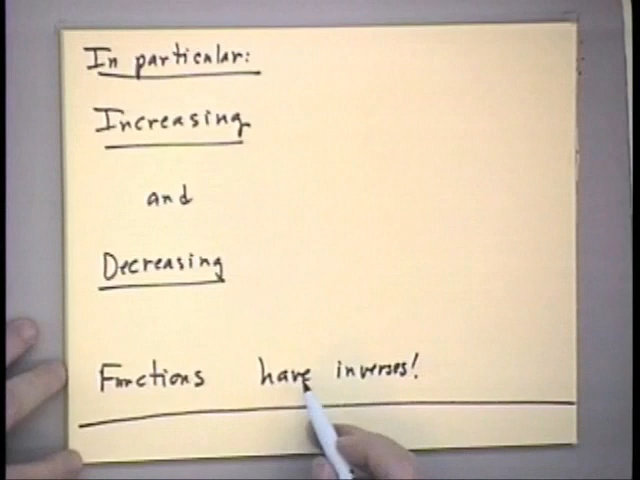 In particular:
Increasing
and
Decreasing
Functions have inverses!